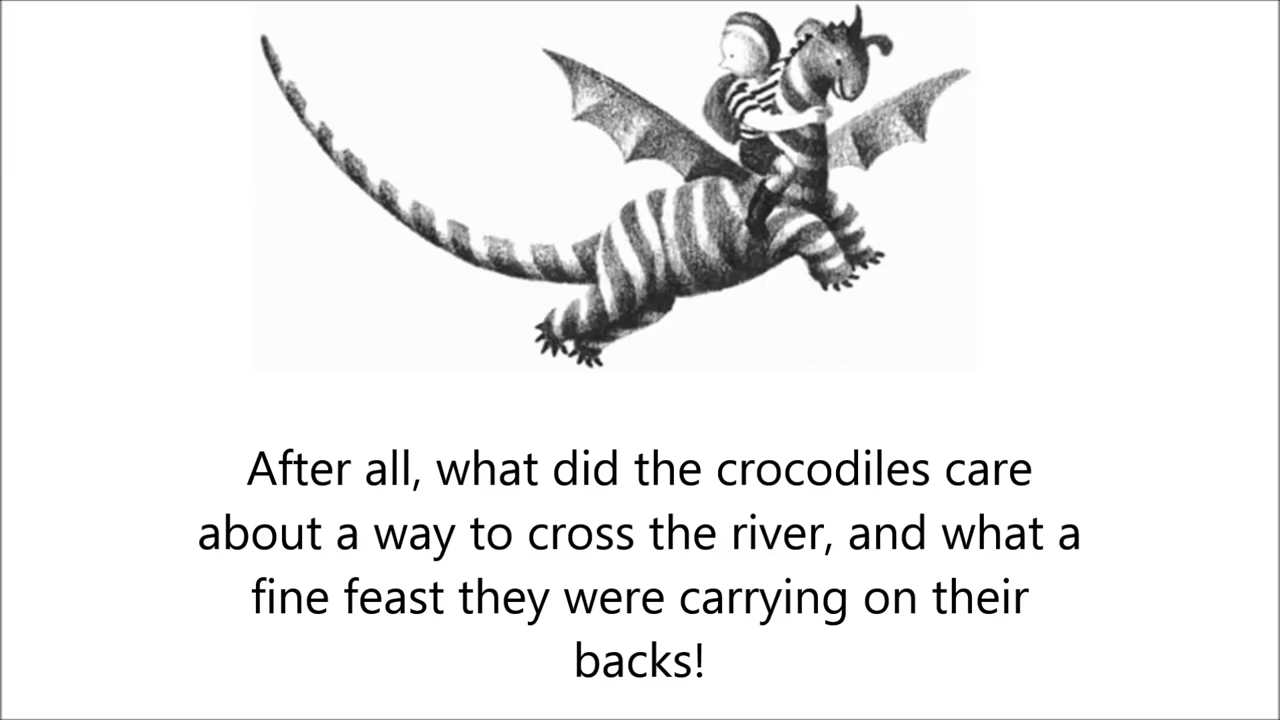 After all, what did the crocodiles care
about a way to cross the river, and what a
fine feast they were carrying on their
backs!